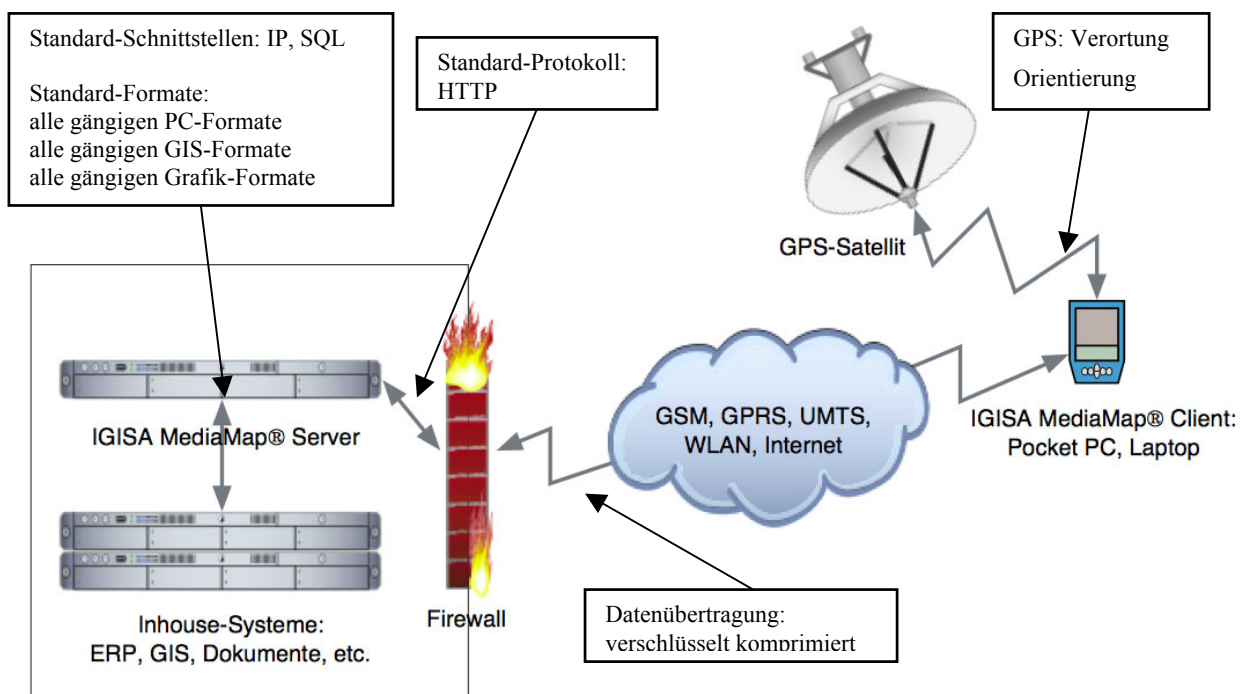 Standard-Schnittstellen: IP, SQL
Standard-Formate:
alle gängigen PC-Formate
alle gängigen GIS-Formate
alle gängigen Grafik-Formate
Standard-Protokoll:
HTTP
GPS: Verortung
Orientierung
GPS-Satellit
IGISA MediaMap® Server
GSM, GPRS, UMTS,
WLAN, Internet
IGISA MediaMap® Client:
Pocket PC, Laptop
Inhouse-Systeme:
ERP, GIS, Dokumente, etc.
Firewall
Datenübertragung:
verschlüsselt komprimiert